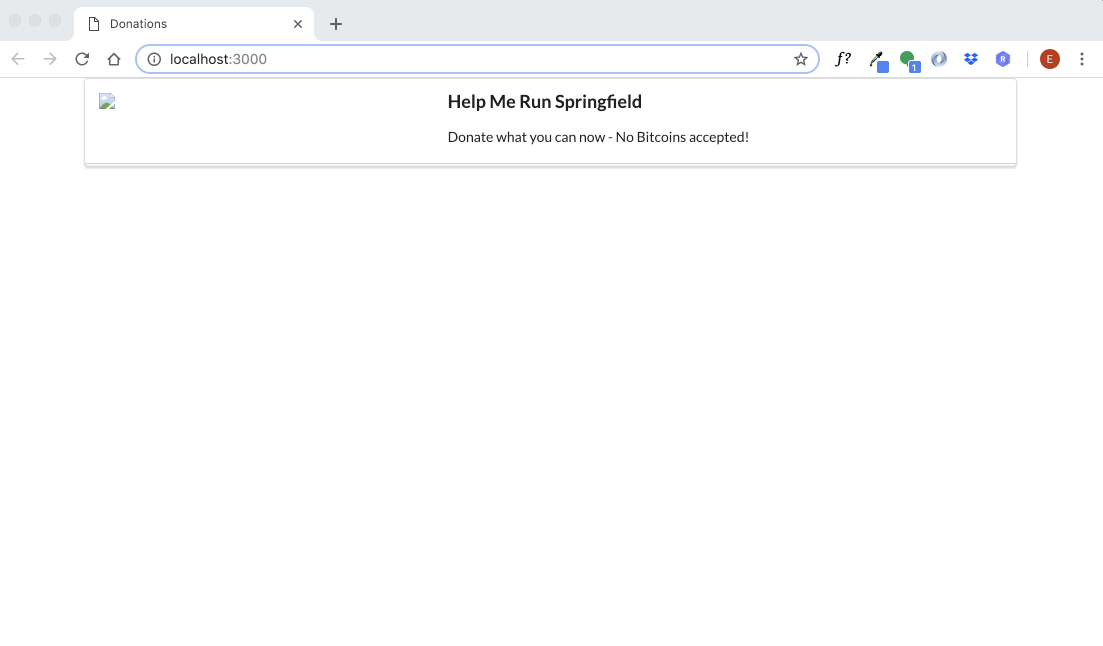 Donations
localhost:3000
f?
1
R
E
Help Me Run Springfield
Donate what you can now - No Bitcoins accepted!